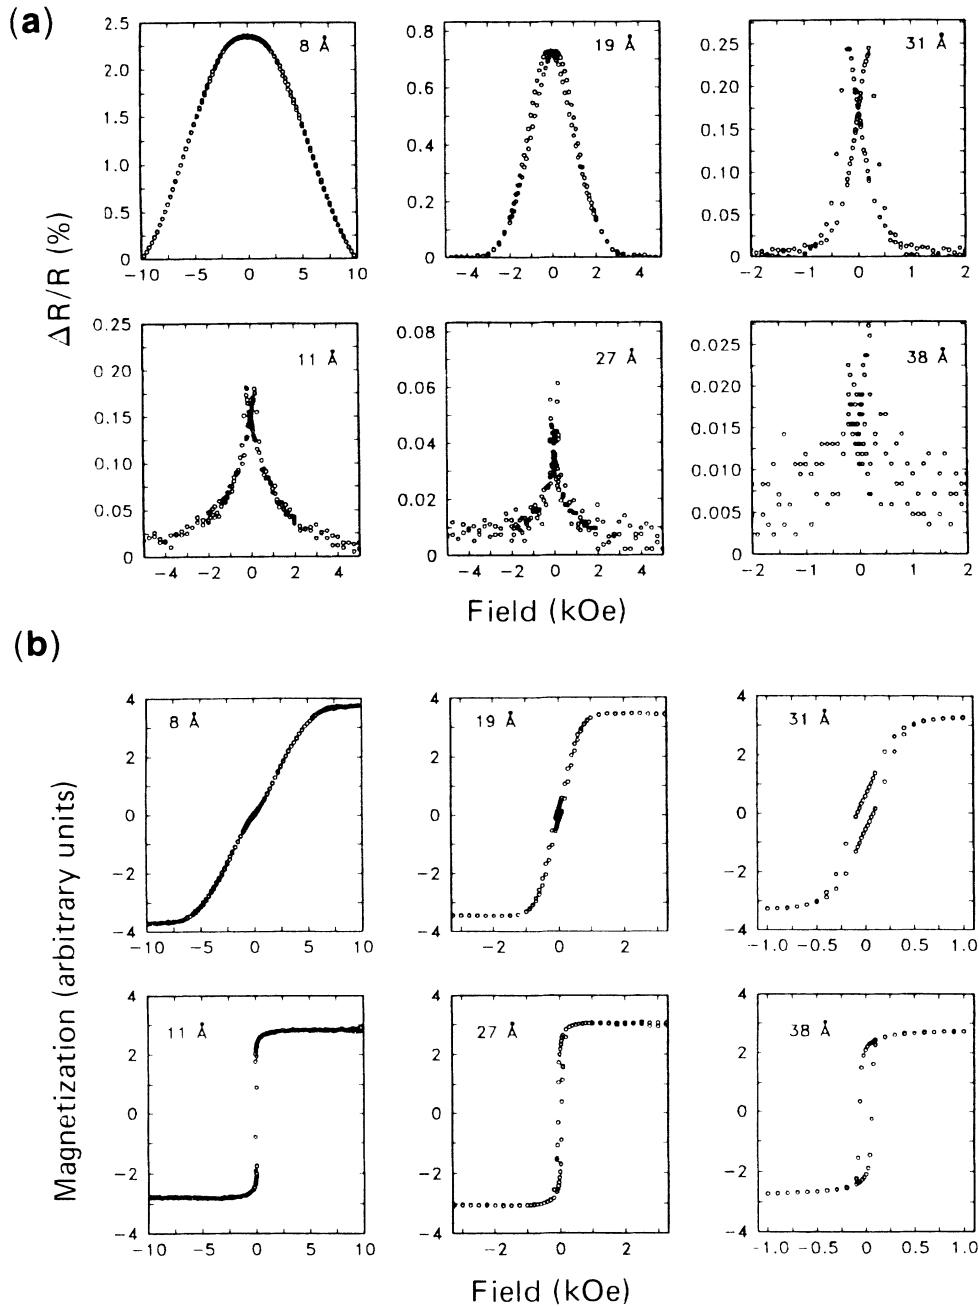 (a)
ΔR/R (%)
2.5
2.0
1.5
1.0
0.5
0
8 Å
−10 −5 0 5 10
0.8
0.6
0.4
0.2
0
19 Å
−4 −2 0 2 4
0.25
0.20
0.15
0.10
0.05
0
31 Å
−2 −1 0 1 2
0.25
0.20
0.15
0.10
0.05
0
11 Å
−4 −2 0 2 4
0.08
0.06
0.04
0.02
0
27 Å
−4 −2 0 2 4
0.025
0.020
0.015
0.010
0.005
0
38 Å
−2 −1 0 1 2
Field (kOe)
(b)
Magnetization (arbitrary units)
4
2
0
−2
−4
8 Å
−10 −5 0 5 10
4
2
0
−2
−4
19 Å
−2 0 2
4
2
0
−2
−4
31 Å
−1.0 −0.5 0 0.5 1.0
4
2
0
−2
−4
11 Å
−10 −5 0 5 10
4
2
0
−2
−4
27 Å
−2 0 2
4
2
0
−2
−4
38 Å
−1.0 −0.5 0 0.5 1.0
Field (kOe)